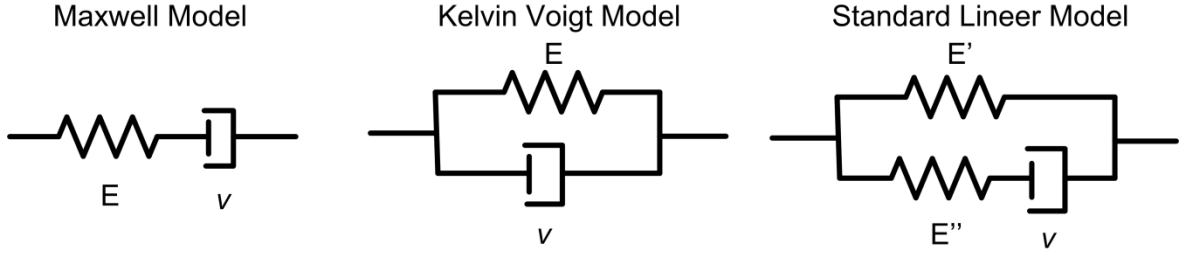 Maxwell Model
E
v
Kelvin Voigt Model
E
v
Standard Lineer Model
E’
E’’
v